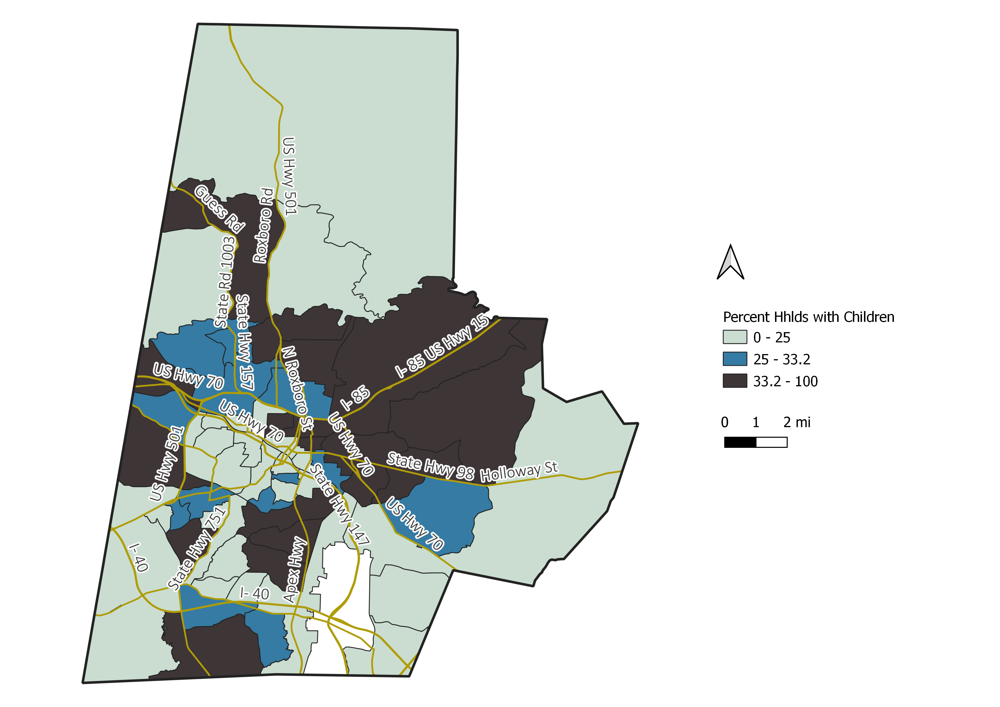 US Hwy 501
Guess Rd
Roxboro Rd
State Rd 1003
State Hwy 157
I- 85 US Hwy 15
N Roxboro St
US Hwy 70
I- 85
US Hwy 70
US Hwy 70
US Hwy 501
State Hwy 98
Holloway St
State Hwy 147
US Hwy 70
State Hwy 751
I- 40
Apex Hwy
I- 40
Percent Hhlds with Children
0 - 25
25 - 33.2
33.2 - 100
0 1 2 mi